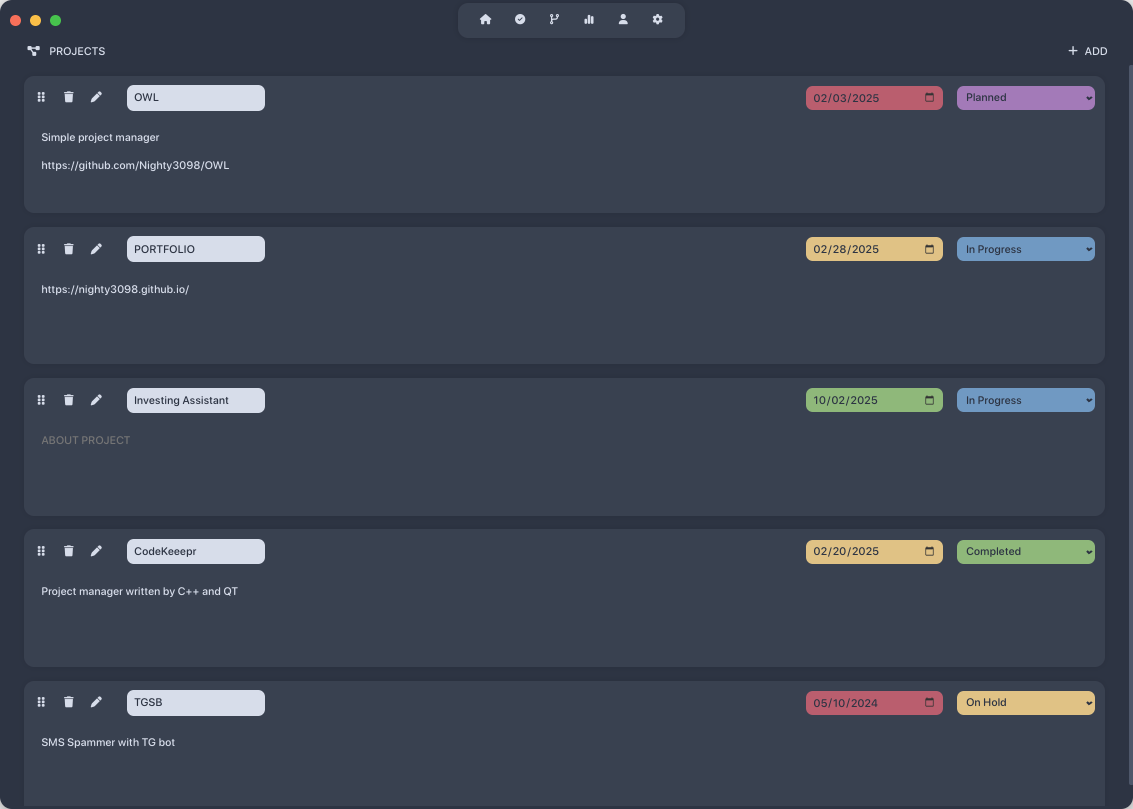 PROJECTS
ADD
OWL
02/03/2025
Planned
Simple project manager
https://github.com/Nighty3098/OWL
PORTFOLIO
02/28/2025
In Progress
https://nighty3098.github.io/
Investing Assistant
10/02/2025
In Progress
ABOUT PROJECT
CodeKeeepr
02/20/2025
Completed
Project manager written by C++ and QT
TGSB
05/10/2024
On Hold
SMS Spammer with TG bot